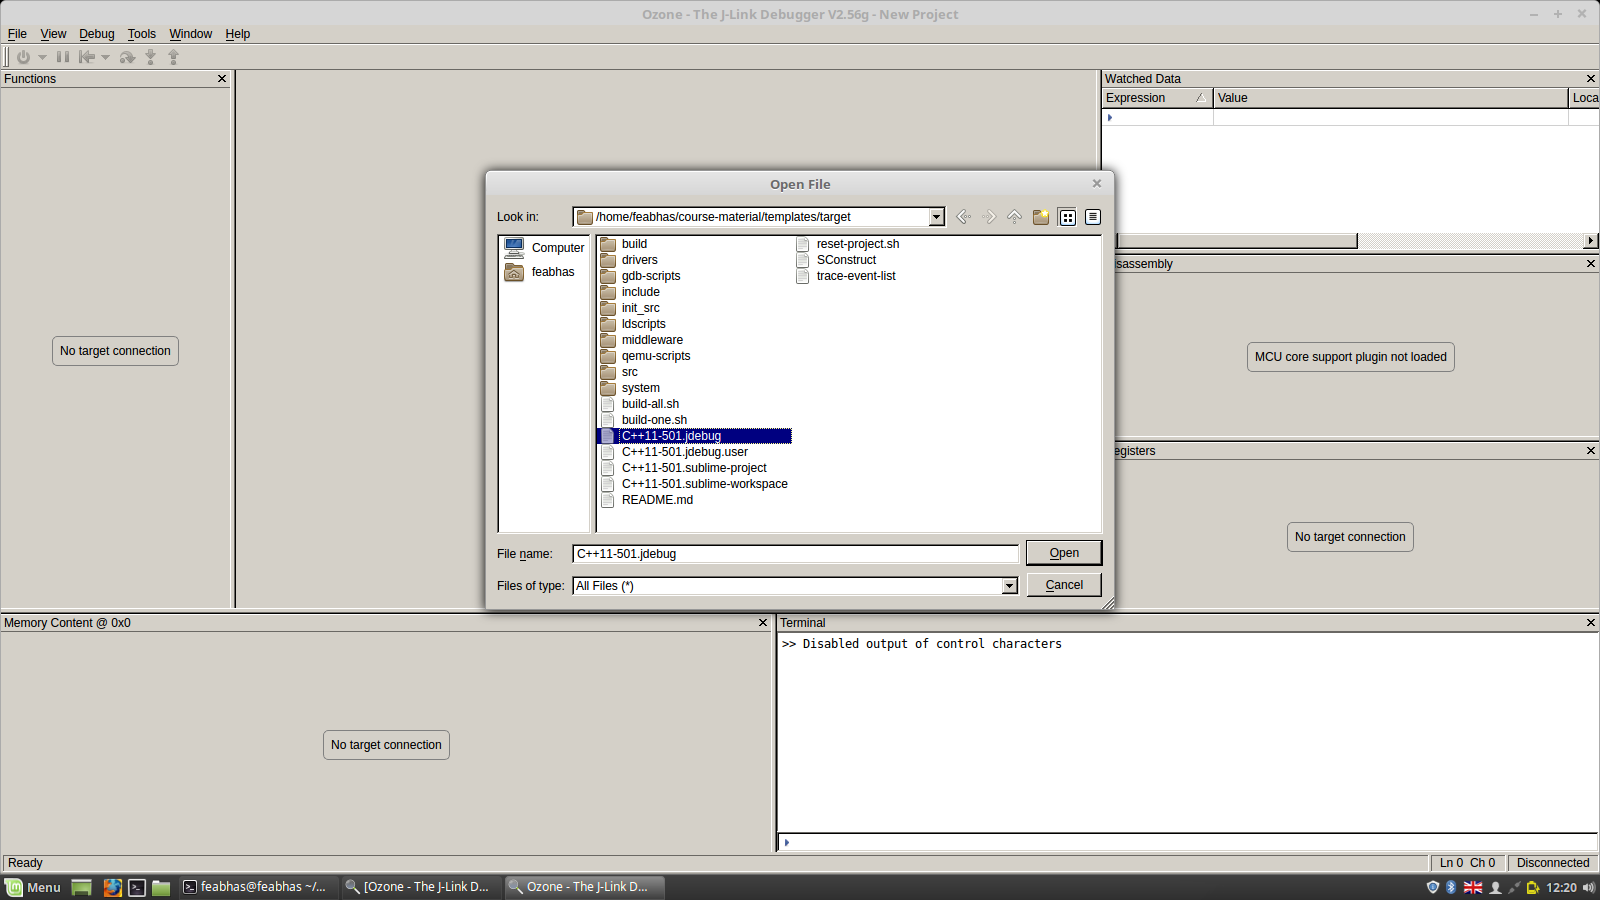 Ozone - The J-Link Debugger V2.56g - New Project
File View Debug Tools Window Help
Functions
Watched Data
Expression Value Loca
Open File
Look in: /home/feabhas/course-material/templates/target
Computer
feabhas
build
drivers
gdb-scripts
include
init_src
ldscripts
middleware
qemu-scripts
src
system
build-all.sh
build-one.sh
C++11-501.jdebug
C++11-501.jdebug.user
C++11-501.sublime-project
C++11-501.sublime-workspace
README.md
reset-project.sh
SConstruct
trace-event-list
File name: C++11-501.jdebug Open
Files of type: All Files (*) Cancel
No target connection
sassembly
MCU core support plugin not loaded
egisters
No target connection
Memory Content @ 0x0
No target connection
Terminal
>> Disabled output of control characters
Ready Ln 0 Ch 0 Disconnected
Menu feabhas@feabhas ~/... [Ozone - The J-Link D... Ozone - The J-Link D... 12:20